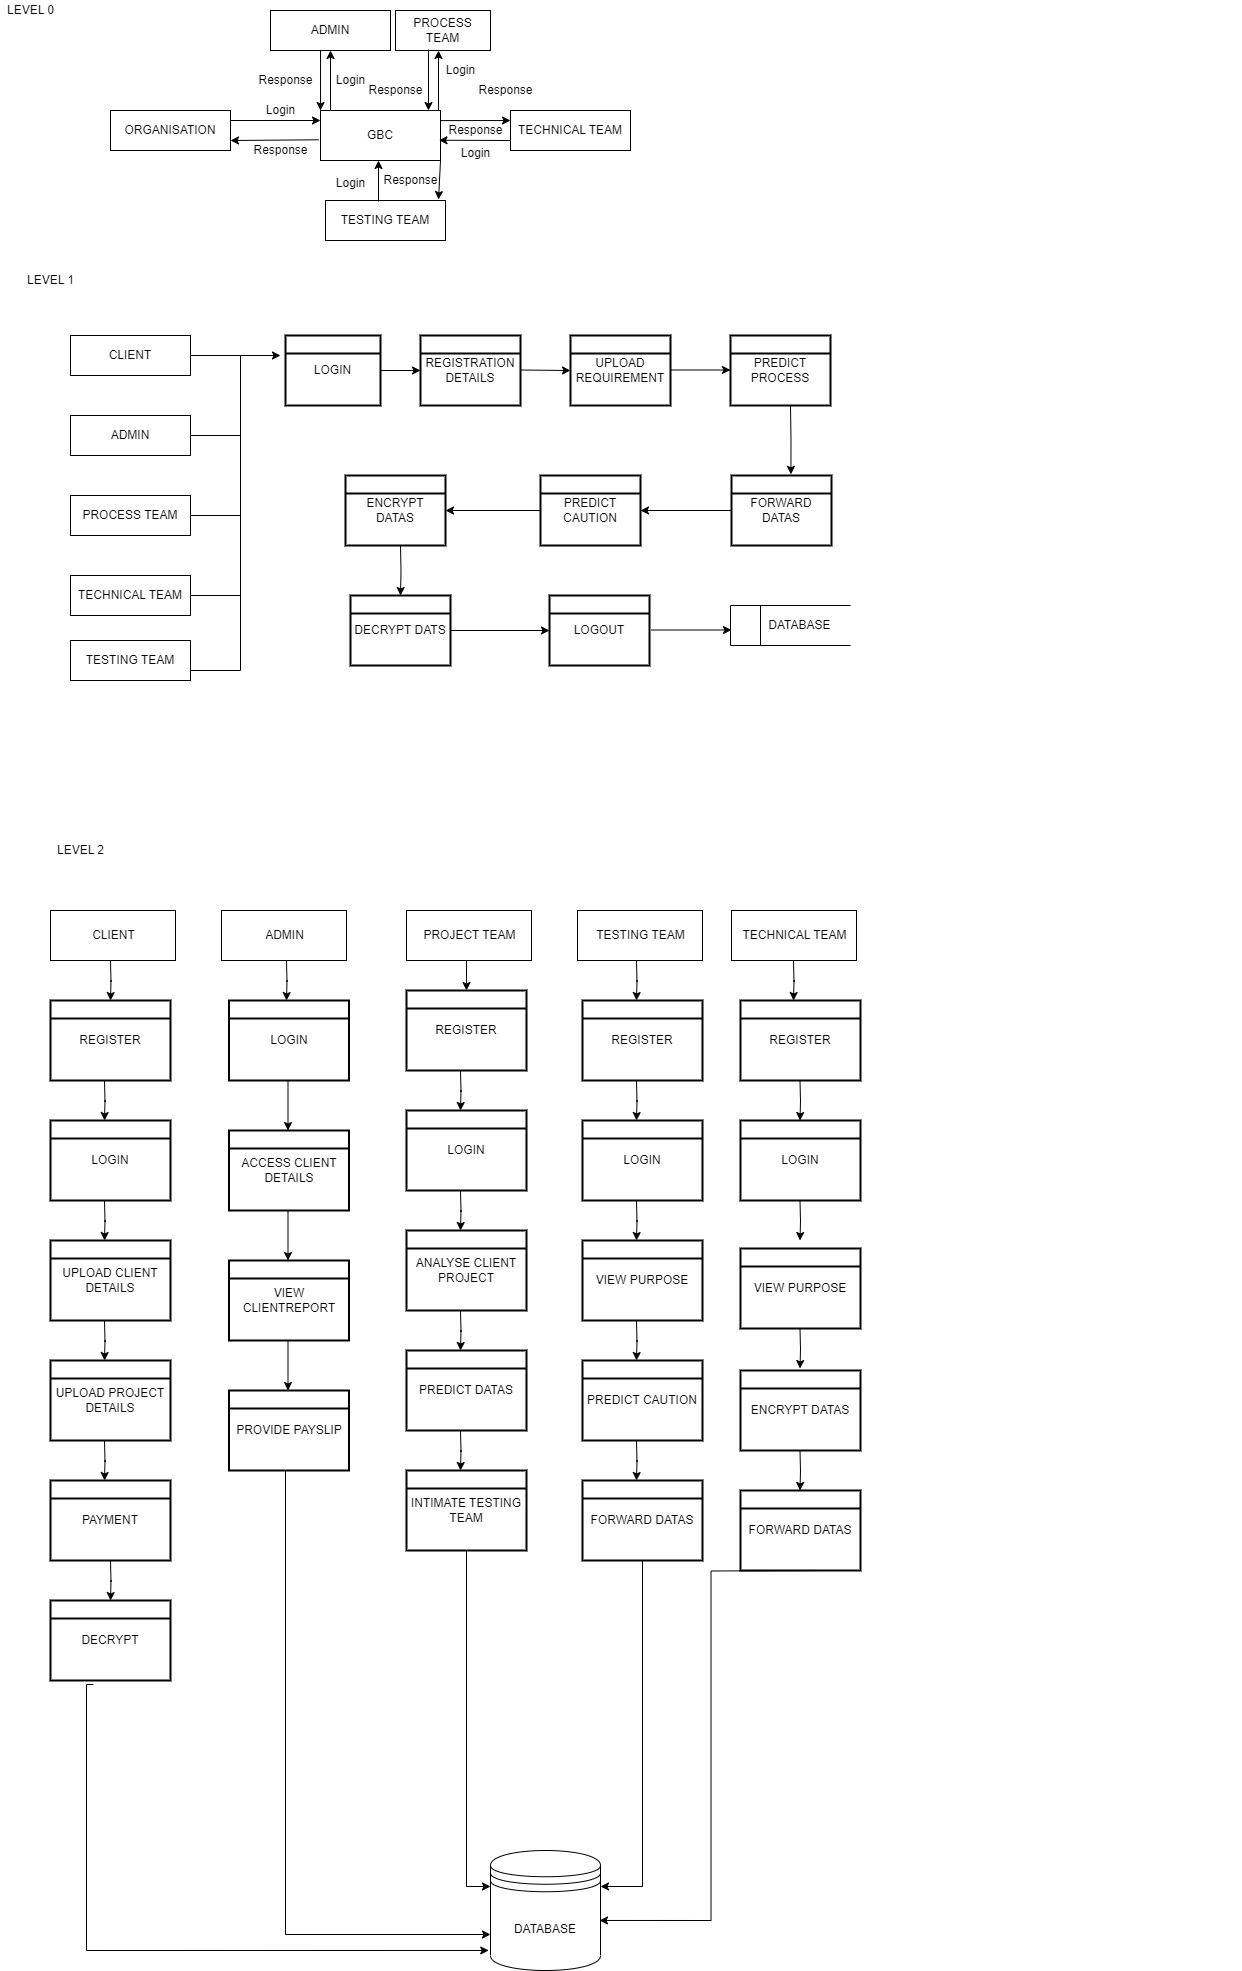 LEVEL 0
ADMIN
PROCESS
TEAM
Response
Login
Response
Login
Response
ORGANISATION
Login
Response
GBC
Response
Login
TECHNICAL TEAM
Login
Response
TESTING TEAM
LEVEL 1
CLIENT
ADMIN
PROCESS TEAM
TECHNICAL TEAM
TESTING TEAM
LOGIN
REGISTRATION
DETAILS
UPLOAD
REQUIREMENT
PREDICT
PROCESS
ENCRYPT
DATAS
PREDICT
CAUTION
FORWARD
DATAS
DECRYPT DATS
LOGOUT
DATABASE
LEVEL 2
CLIENT
REGISTER
LOGIN
UPLOAD CLIENT
DETAILS
UPLOAD PROJECT
DETAILS
PAYMENT
DECRYPT
ADMIN
LOGIN
ACCESS CLIENT
DETAILS
VIEW
CLIENTREPORT
PROVIDE PAYSLIP
PROJECT TEAM
REGISTER
LOGIN
ANALYSE CLIENT
PROJECT
PREDICT DATAS
INTIMATE TESTING
TEAM
TESTING TEAM
REGISTER
LOGIN
VIEW PURPOSE
PREDICT CAUTION
FORWARD DATAS
TECHNICAL TEAM
REGISTER
LOGIN
VIEW PURPOSE
ENCRYPT DATAS
FORWARD DATAS
DATABASE